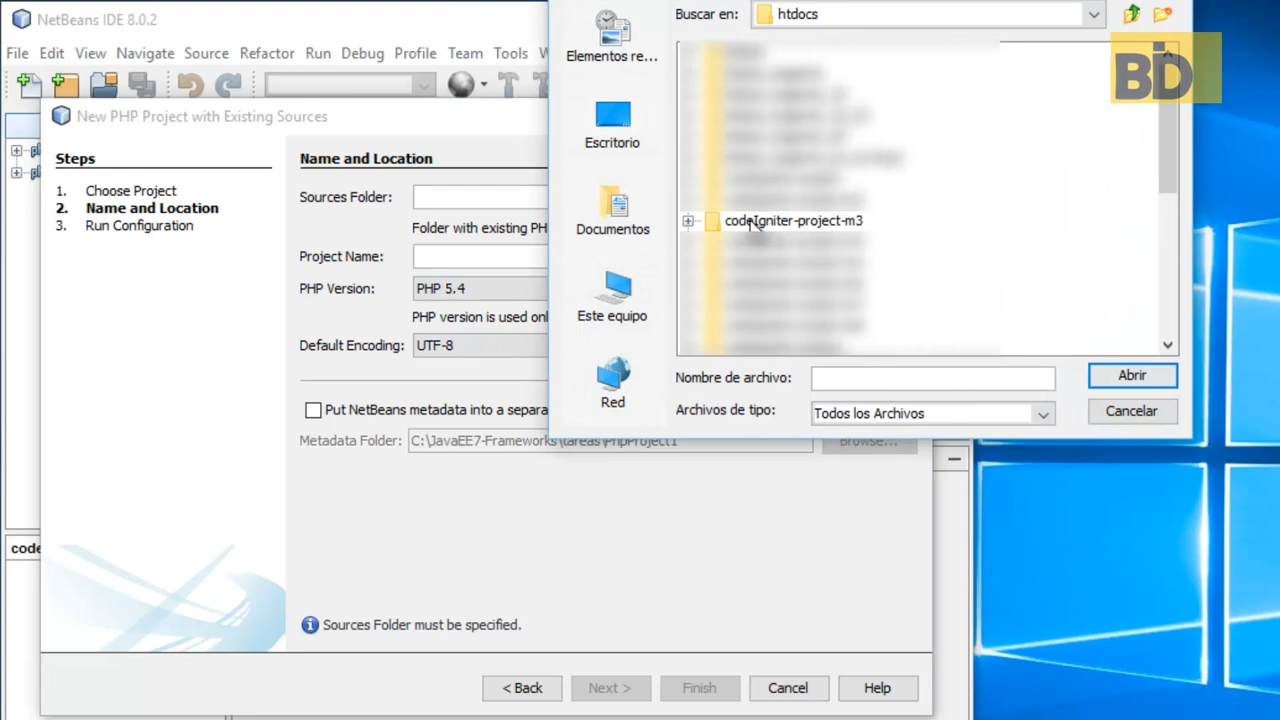 NetBeans IDE 8.0.2
File Edit View Navigate Source Refactor Run Debug Profile Team Tools
New PHP Project with Existing Sources
Steps
1. Choose Project
2. Name and Location
3. Run Configuration
Name and Location
Sources Folder:
Folder with existing PH
Project Name:
PHP Version: PHP 5.4
PHP version is used onl
Default Encoding: UTF-8
Put NetBeans metadata into a separa
Metadata Folder: C:\JavaEE7-Frameworks\tareas\PhpProject1 Browse...
Sources Folder must be specified.
< Back Next > Finish Cancel Help
code
Buscar en: htdocs
Elementos re...
Escritorio
Documentos
Este equipo
Red
codeIgniter-project-m3
Nombre de archivo: Abrir
Archivos de tipo: Todos los Archivos Cancelar
BD